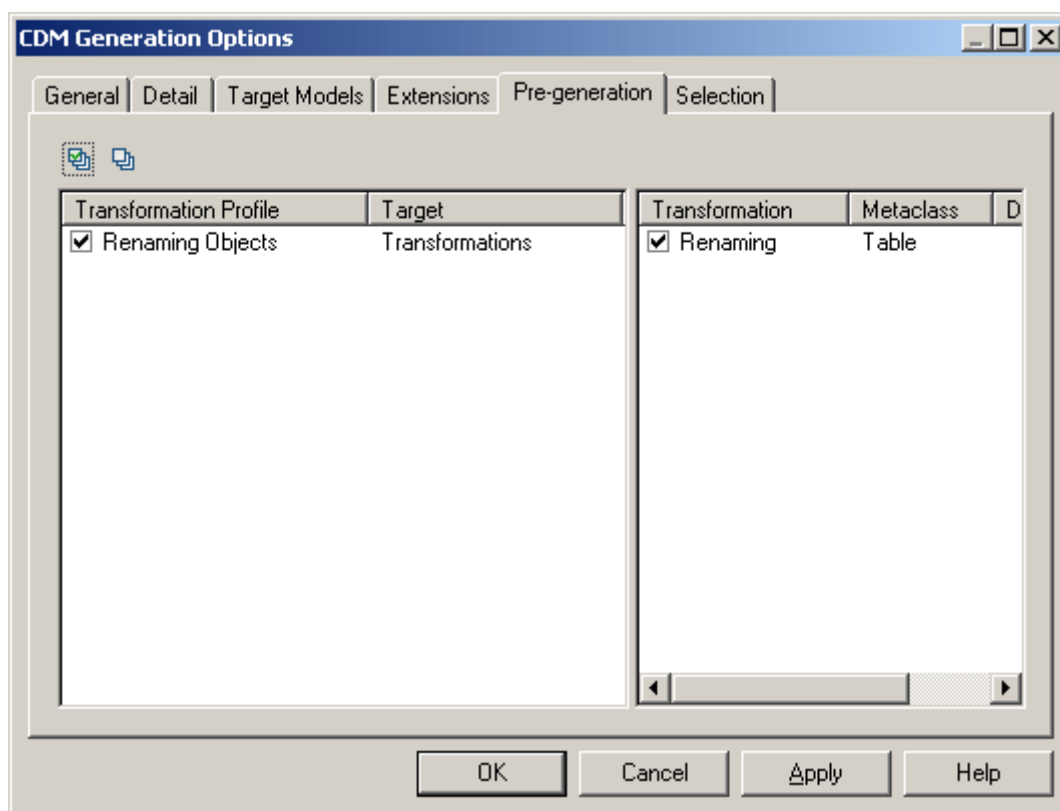 CDM Generation Options
General Detail Target Models Extensions Pre-generation Selection
Transformation Profile Target Transformation Metaclass D
Renaming Objects Transformations Renaming Table
OK Cancel Apply Help